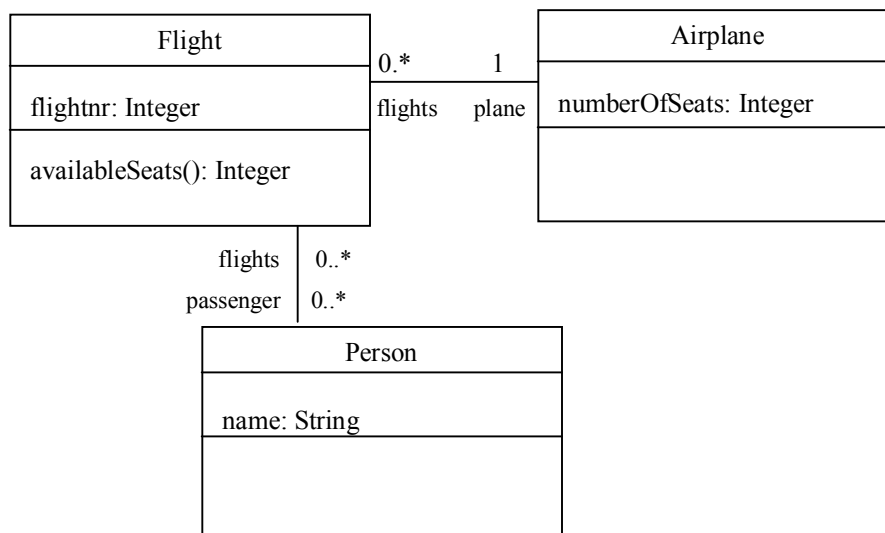 Flight
Airplane
0.* 1
flightnr: Integer
flights plane
numberOfSeats: Integer
availableSeats(): Integer
flights 0..*
passenger 0..*
Person
name: String